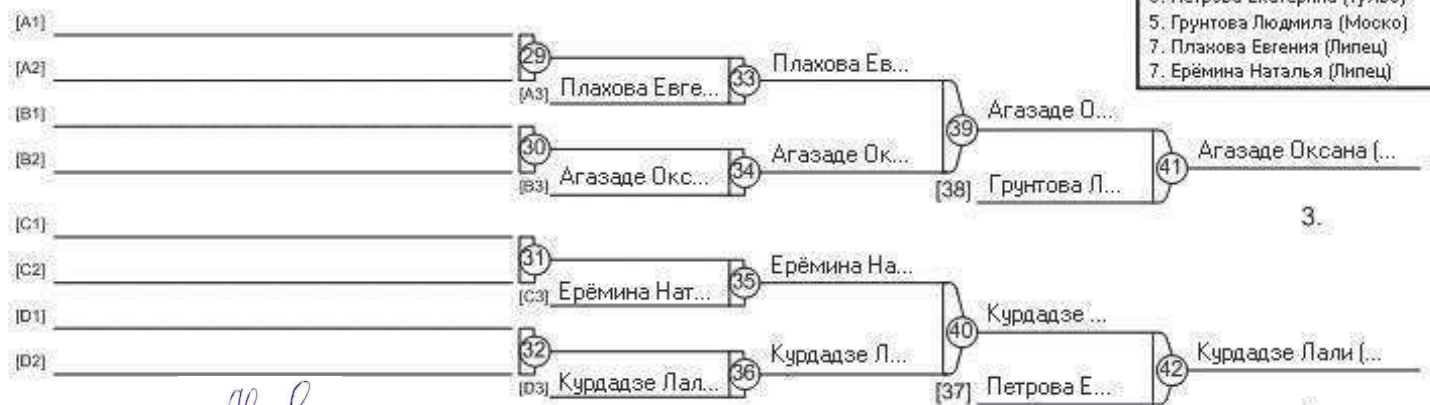 5. Грунтова Людмила (Моско)
7. Плахова Евгения (Липец)
7. Ерёмина Наталья (Липец)
[A1]
[A2]
29
[A3] Плахова Евге...
33
Плахова Ев...
[B1]
[B2]
30
[B3] Агазаде Окс...
34
Агазаде Ок...
39
Агазаде О...
[38] Грунтова Л...
41
Агазаде Оксана (...
3.
[C1]
[C2]
31
[C3] Ерёмина Нат...
35
Ерёмина На...
[D1]
[D2]
32
[D3] Курдадзе Лал...
36
Курдадзе Л...
40
Курдадзе ...
[37] Петрова Е...
42
Курдадзе Лали (...